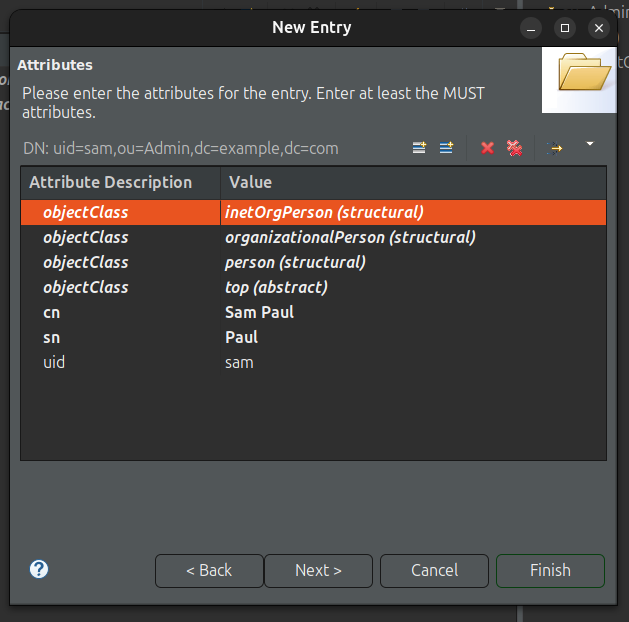 New Entry
Attributes
Please enter the attributes for the entry. Enter at least the MUST
attributes.
DN: uid=sam,ou=Admin,dc=example,dc=com
Attribute Description Value
objectClass inetOrgPerson (structural)
objectClass organizationalPerson (structural)
objectClass person (structural)
objectClass top (abstract)
cn Sam Paul
sn Paul
uid sam
? < Back Next > Cancel Finish